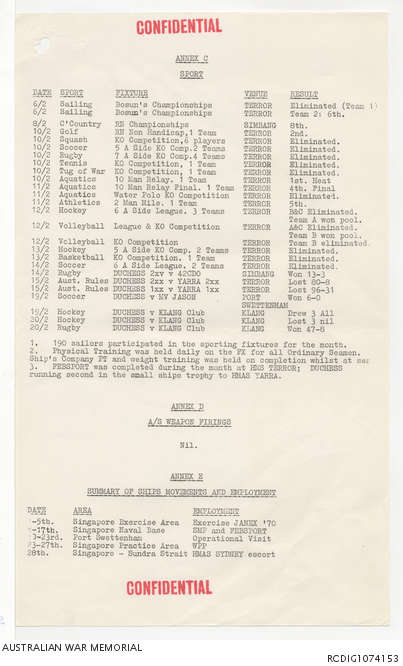 CONFIDENTIAL
ANNEX C
SPORT
DATE SPORT FIXTURE VENUE RESULT
6/2 Sailing Bosun's Championships TERROR Eliminated (Team 1)
6/2 Sailing Bosun's Championships TERROR Team 2: 6th.
8/2 C'Country RN Championships SIMBANG 8th.
10/2 Golf RN Non Handicap,1 Team TERROR 2nd.
10/2 Squash KO Competition,6 players TERROR Eliminated.
10/2 Soccer 5 A Side KO Comp.2 Teams TERROR Eliminated.
10/2 Rugby 7 A Side KO Comp.4 Teams TERROR Eliminated.
10/2 Tennis KO Competition, 1 Team TERROR Eliminated.
10/2 Tug of War KO Competition, 1 Team TERROR Eliminated.
10/2 Aquatics 10 Man Relay. 1 Team TERROR 1st. Heat
11/2 Aquatics 10 Man Relay Final. 1 Team TERROR 4th. Final
11/2 Aquatics Water Polo KO Competition TERROR Eliminated.
11/2 Athletics 2 Man Mile. 1 Team TERROR 5th.
12/2 Hockey 6 A Side League. 3 Teams TERROR B&C Eliminated.
Team A won pool.
12/2 Volleyball League & KO Competition TERROR A&C Eliminated.
Team B won pool.
12/2 Volleyball KO Competition TERROR Team B eliminated.
13/2 Hockey 5 A Side KO Comp. 2 Teams TERROR Eliminated.
13/2 Basketball KO Competition. 1 Team TERROR Eliminated.
14/2 Soccer 6 A Side League. 2 Teams TERROR Eliminated.
14/2 Rugby DUCHESS 2xv v 42CDO SIMBANG Won 13-3
15/2 Aust. Rules DUCHESS 2xx v YARRA 2xx TERROR Lost 80-8
15/2 Aust. Rules DUCHESS 1xx v YARRA 1xx TERROR Lost 96-31
19/2 Soccer DUCHESS v MV JASON PORT Won 6-0
SWETTENHAM
19/2 Hockey DUCHESS v KLANG Club KLANG Drew 3 All
20/2 Hockey DUCHESS v KLANG Club KLANG Lost 3 nil
20/2 Rugby DUCHESS v KLANG Club KLANG Won 47-8
1. 190 sailors participated in the sporting fixtures for the month.
2. Physical Training was held daily on the FX for all Ordinary Seamen.
Ship's Company PT and weight training was held on completion whilst at sea
3. FEBSPORT was completed during the month at HMS TERROR; DUCHESS
running second in the small ships trophy to HMAS YARRA.
ANNEX D
A/S WEAPON FIRINGS
Nil.
ANNEX E
SUMMARY OF SHIPS MOVEMENTS AND EMPLOYMENT
DATE AREA EMPLOYMENT
-5th. Singapore Exercise Area Exercise JANEX '70
-17th. Singapore Naval Base SMP and FEBSPORT
-23rd. Port Swettenham Operational Visit
23-27th. Singapore Practice Area WPP
28th. Singapore - Sundra Strait HMAS SYDNEY escort
CONFIDENTIAL
AUSTRALIAN WAR MEMORIAL
RCDIG1074153